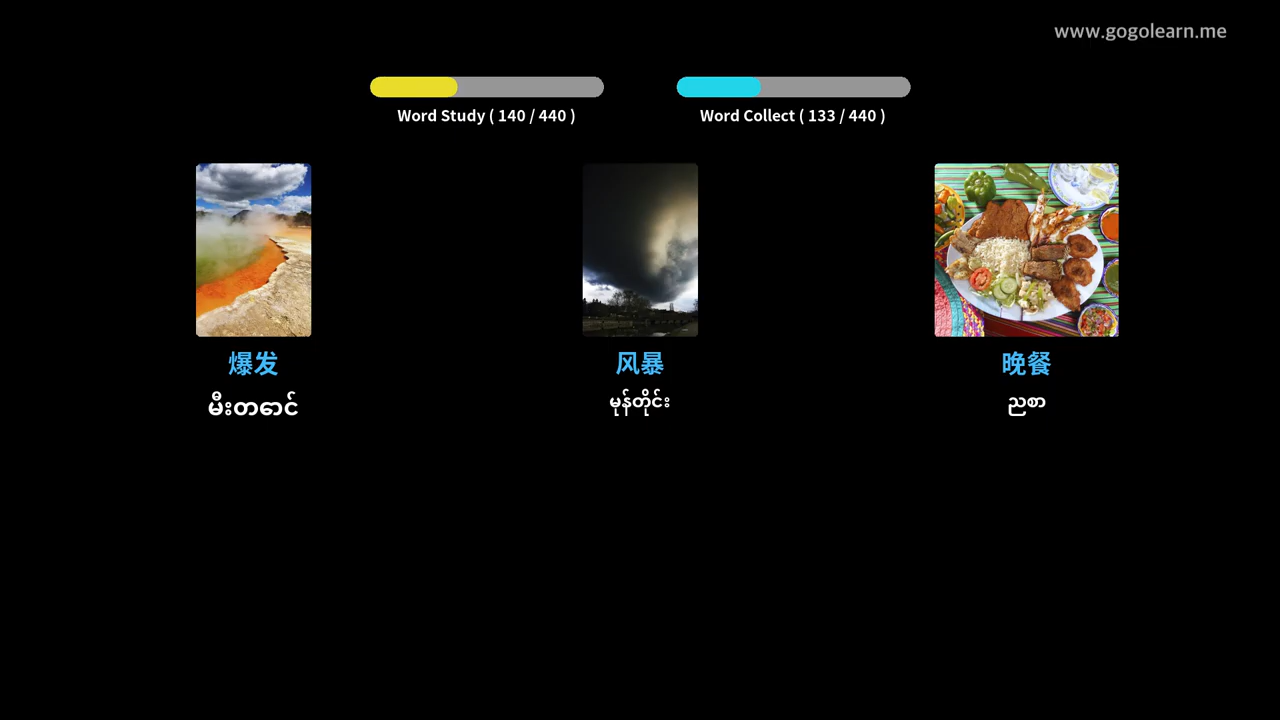 www.gogolearn.me
Word Study ( 140 / 440 )
Word Collect ( 133 / 440 )
爆发
风暴
晚餐
မီးတောင်
မုန်တိုင်း
ညစာ